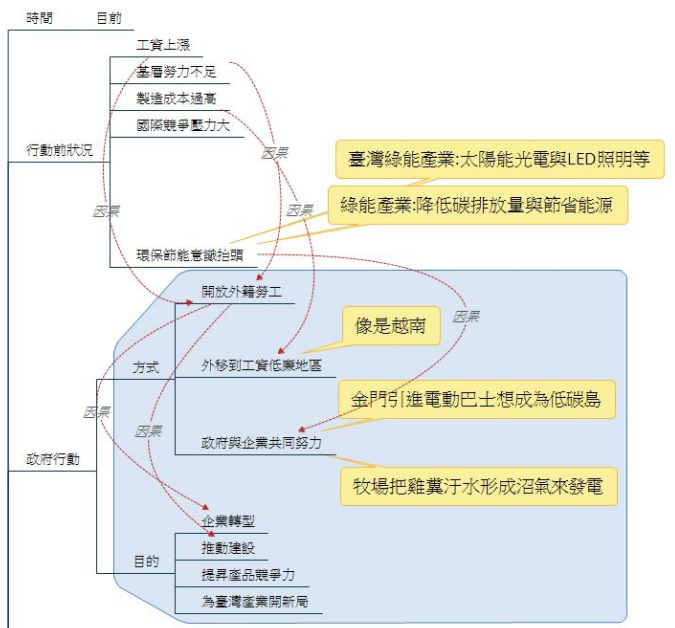 時間 目前
工資上漲
基層勞力不足
製造成本過高
國際競爭壓力大
行動前狀況
因果
臺灣綠能產業:太陽能光電與LED照明等
綠能產業:降低碳排放量與節省能源
因果
因果
環保節能意識抬頭
開放外籍勞工
像是越南
因果
方式
外移到工資低廉地區
金門引進電動巴士想成為低碳島
因果
因果
政府與企業共同努力
政府行動
牧場把雞糞汙水形成沼氣來發電
企業轉型
推動建設
目的
提昇產品競爭力
為臺灣產業開新局